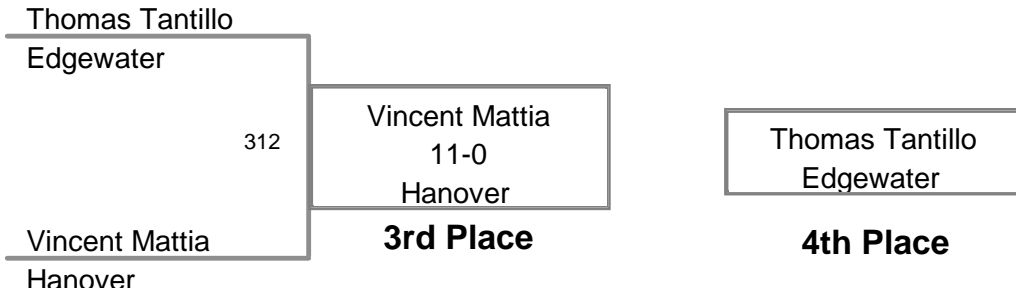 Thomas Tantillo
Edgewater
312
Vincent Mattia
Hanover
Vincent Mattia
11-0
Hanover
3rd Place
Thomas Tantillo
Edgewater
4th Place